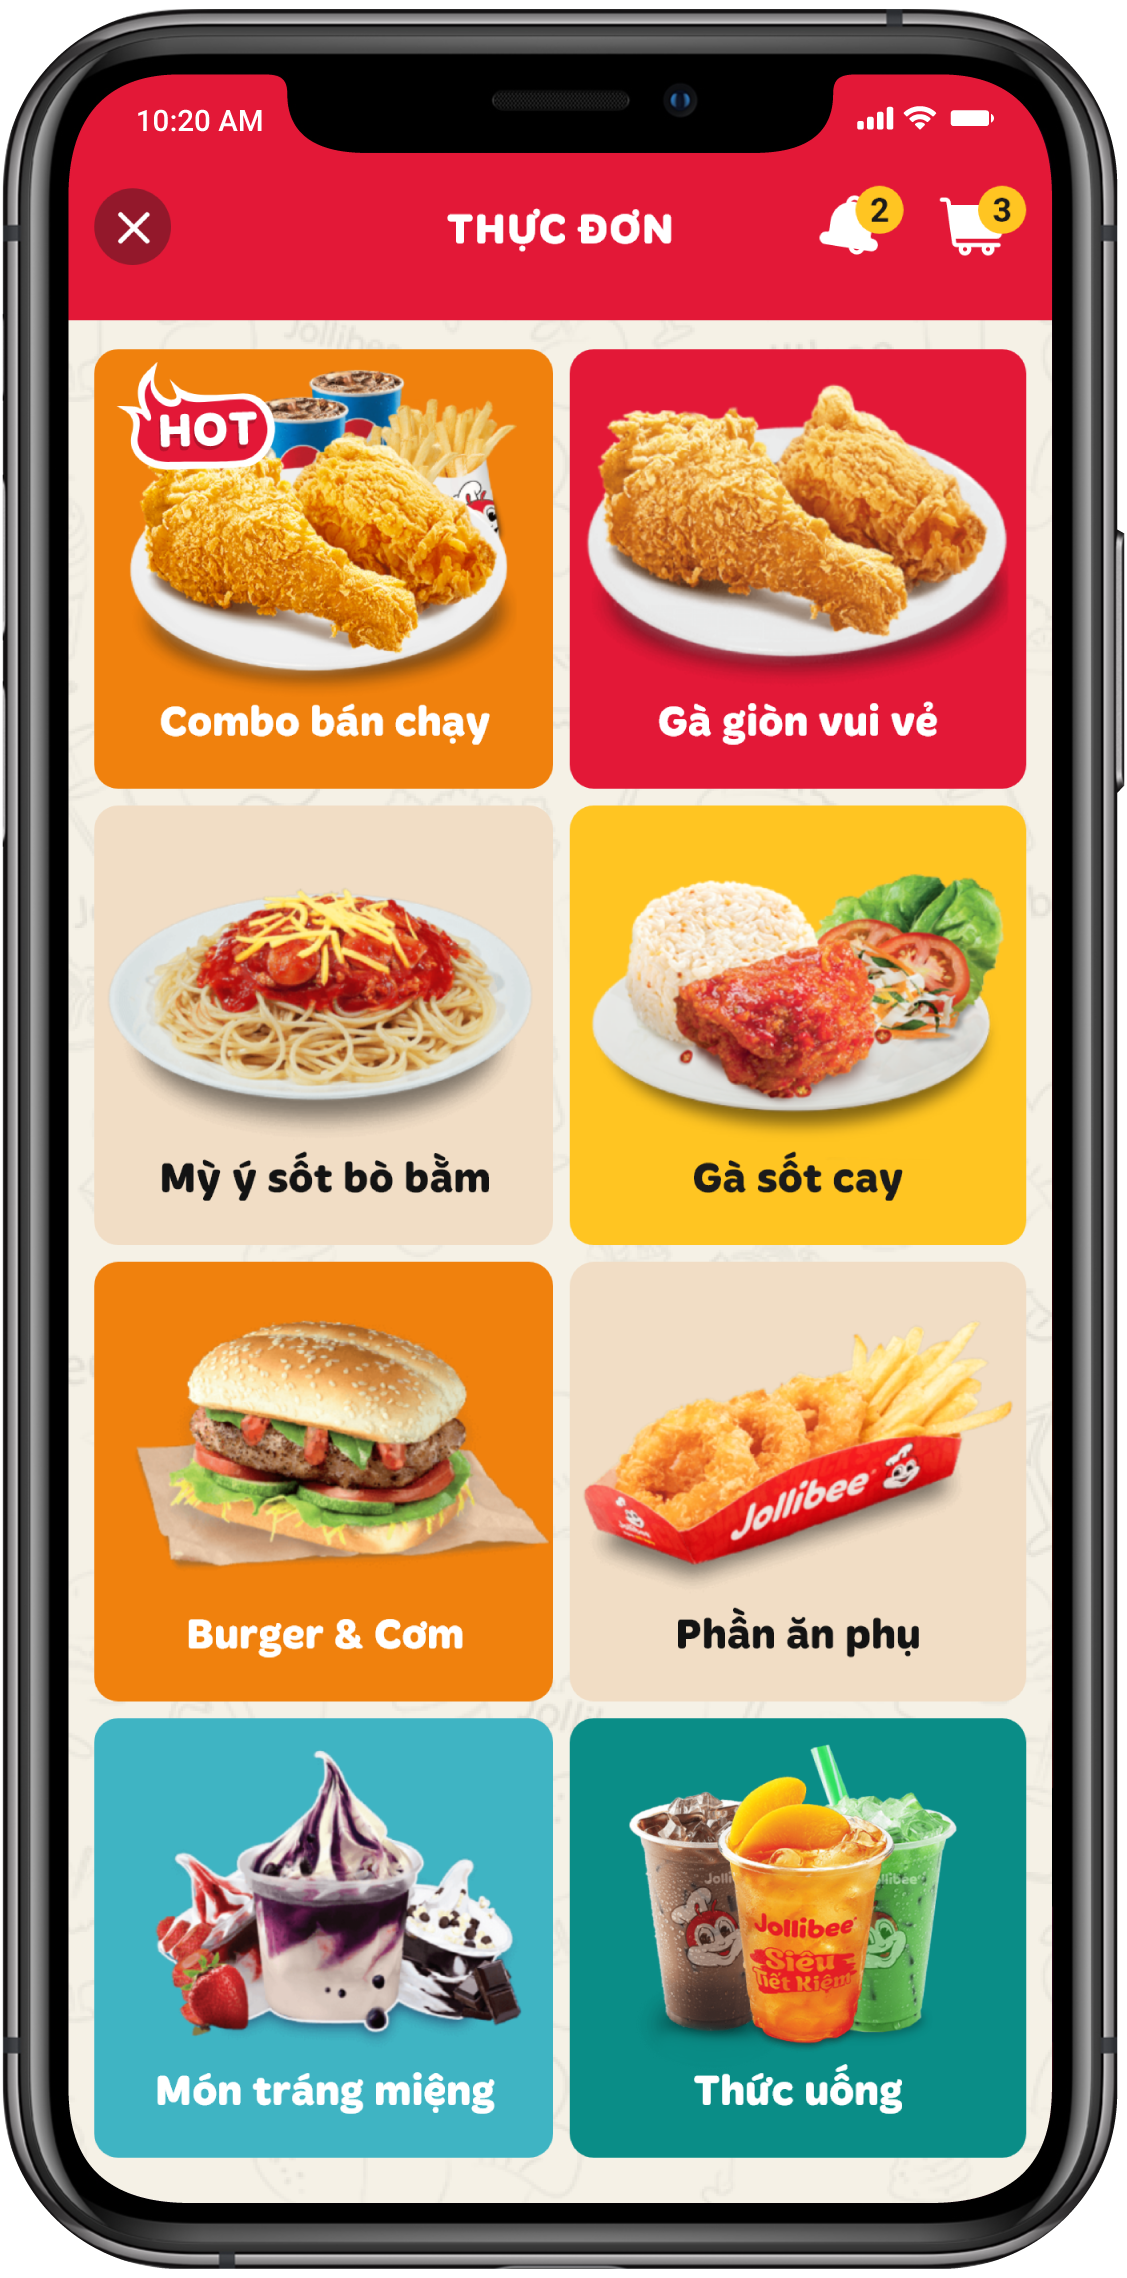 10:20 AM
THỰC ĐƠN
2
3
HOT
Combo bán chạy
Gà giòn vui vẻ
Mỳ ý sốt bò bằm
Gà sốt cay
Jollibee
Burger & Cơm
Phần ăn phụ
Jollibee
Siêu
Tiết Kiệm
Món tráng miệng
Thức uống